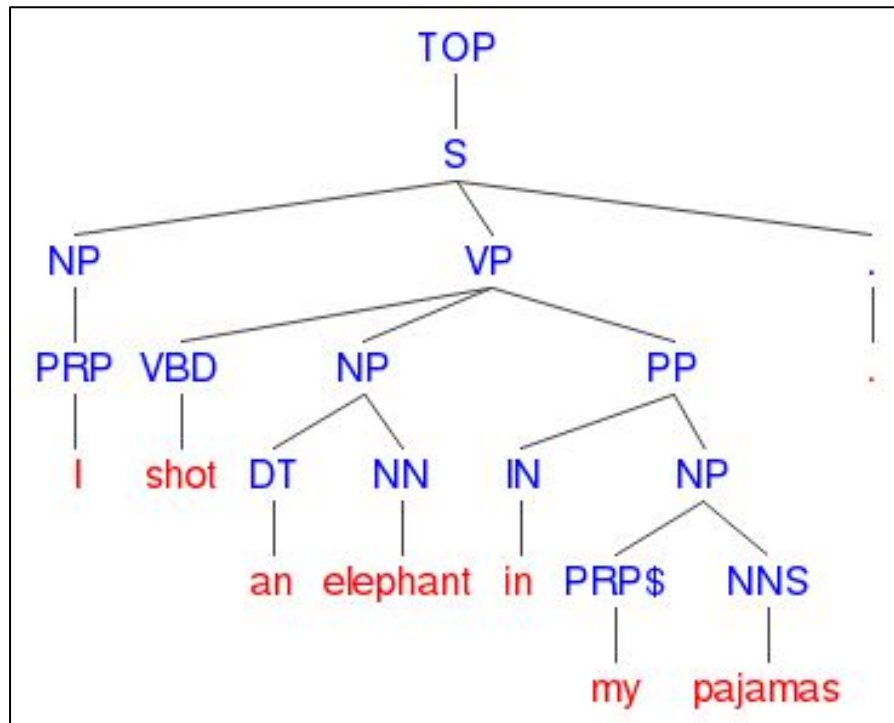 TOP
S
NP VP .
PRP VBD NP PP .
I shot DT NN IN NP
an elephant in PRP$ NNS
my pajamas